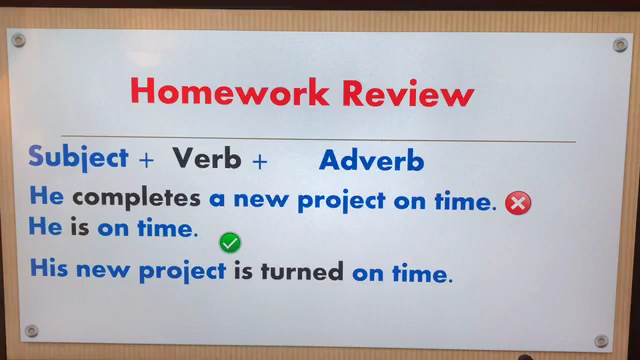 Homework Review
Subject + Verb + Adverb
He completes a new project on time.
He is on time.
His new project is turned on time.